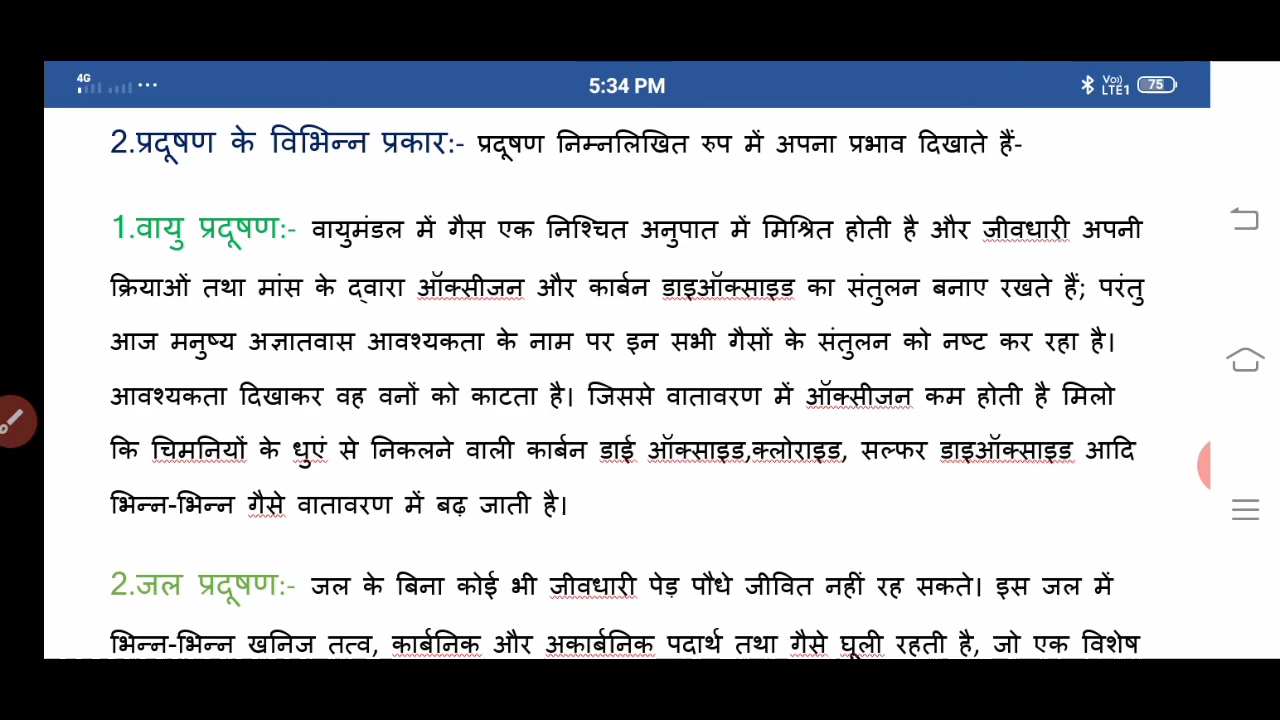 4G
5:34 PM
Vo)) LTE1 75
2.प्रदूषण के विभिन्न प्रकार:- प्रदूषण निम्नलिखित रुप में अपना प्रभाव दिखाते हैं-
1.वायु प्रदूषण:- वायुमंडल में गैस एक निश्चित अनुपात में मिश्रित होती है और जीवधारी अपनी
क्रियाओं तथा मांस के द्वारा ऑक्सीजन और कार्बन डाइऑक्साइड का संतुलन बनाए रखते हैं; परंतु
आज मनुष्य अज्ञातवास आवश्यकता के नाम पर इन सभी गैसों के संतुलन को नष्ट कर रहा है।
आवश्यकता दिखाकर वह वनों को काटता है। जिससे वातावरण में ऑक्सीजन कम होती है मिलो
कि चिमनियों के धुएं से निकलने वाली कार्बन डाई ऑक्साइड,क्लोराइड, सल्फर डाइऑक्साइड आदि
भिन्न-भिन्न गैसे वातावरण में बढ़ जाती है।
2.जल प्रदूषण:- जल के बिना कोई भी जीवधारी पेड़ पौधे जीवित नहीं रह सकते। इस जल में
भिन्न-भिन्न खनिज तत्व, कार्बनिक और अकार्बनिक पदार्थ तथा गैसे घूली रहती है, जो एक विशेष